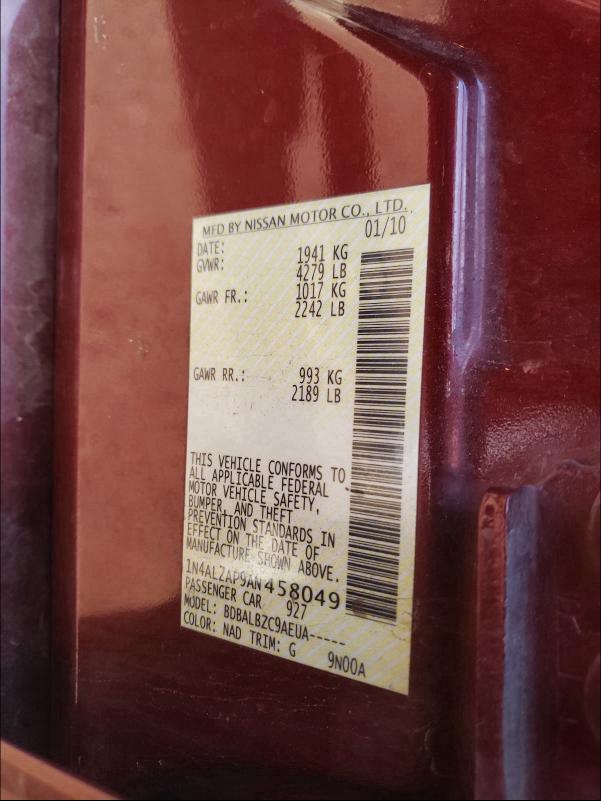 MFD BY NISSAN MOTOR CO., LTD.
DATE: 01/10
GVWR: 1941 KG
4279 LB
GAWR FR.: 1017 KG
2242 LB
GAWR RR.: 993 KG
2189 LB
THIS VEHICLE CONFORMS TO
ALL APPLICABLE FEDERAL
MOTOR VEHICLE SAFETY,
BUMPER, AND THEFT
PREVENTION STANDARDS IN
EFFECT ON THE DATE OF
MANUFACTURE SHOWN ABOVE.
1N4AL2AP9AN458049
PASSENGER CAR 927
MODEL: BDBALBZC9AEUA-----
COLOR: NAD TRIM: G 9N00A